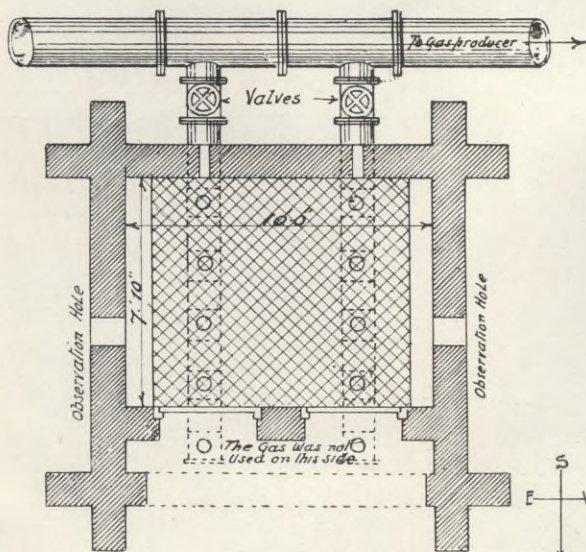 To Gas producer
Valves
10'0"
7'10"
Observation Hole
Observation Hole
The Gas Was not
Used on this Side
S
E